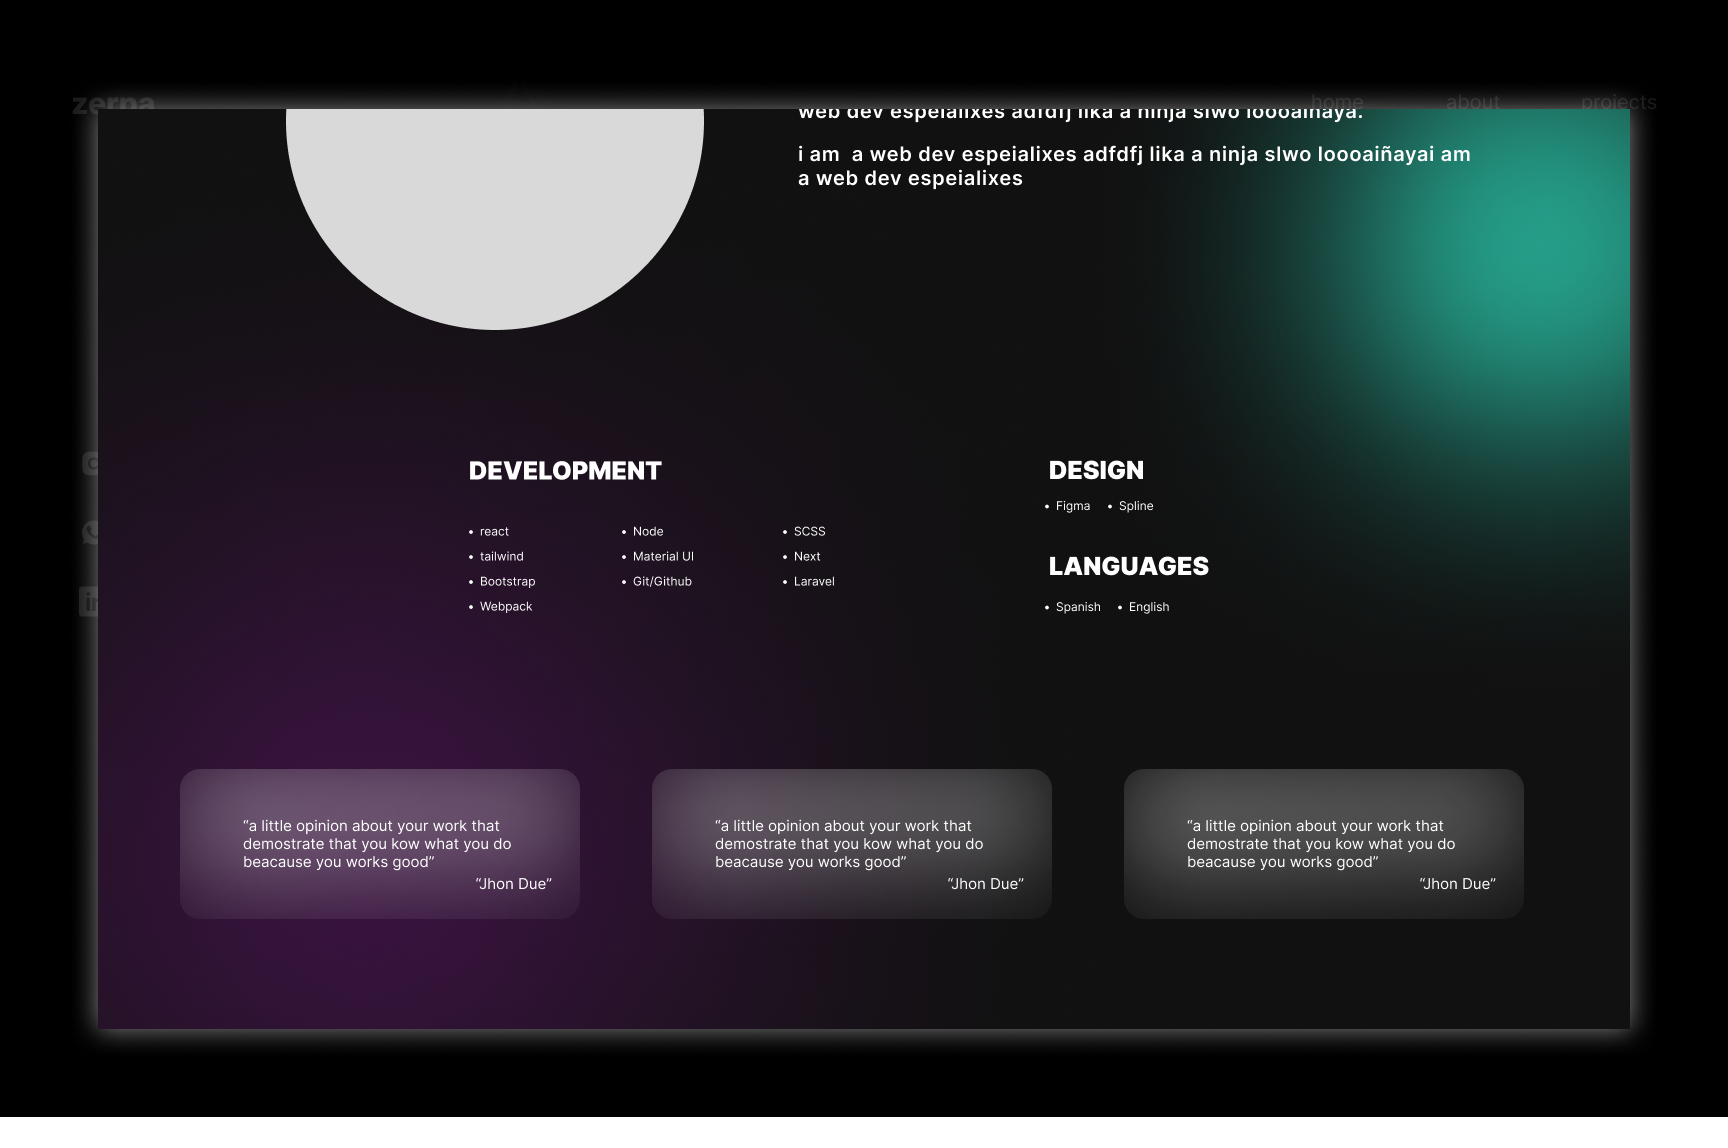 zerpa
home about projects
web dev espeialixes adfdfj lika a ninja slwo loooaiñaya.
i am  a web dev espeialixes adfdfj lika a ninja slwo loooaiñayai am
a web dev espeialixes
DEVELOPMENT
• react
• tailwind
• Bootstrap
• Webpack
• Node
• Material UI
• Git/Github
• SCSS
• Next
• Laravel
DESIGN
• Figma • Spline
LANGUAGES
• Spanish • English
“a little opinion about your work that
demostrate that you kow what you do
beacause you works good”
“Jhon Due”
“a little opinion about your work that
demostrate that you kow what you do
beacause you works good”
“Jhon Due”
“a little opinion about your work that
demostrate that you kow what you do
beacause you works good”
“Jhon Due”